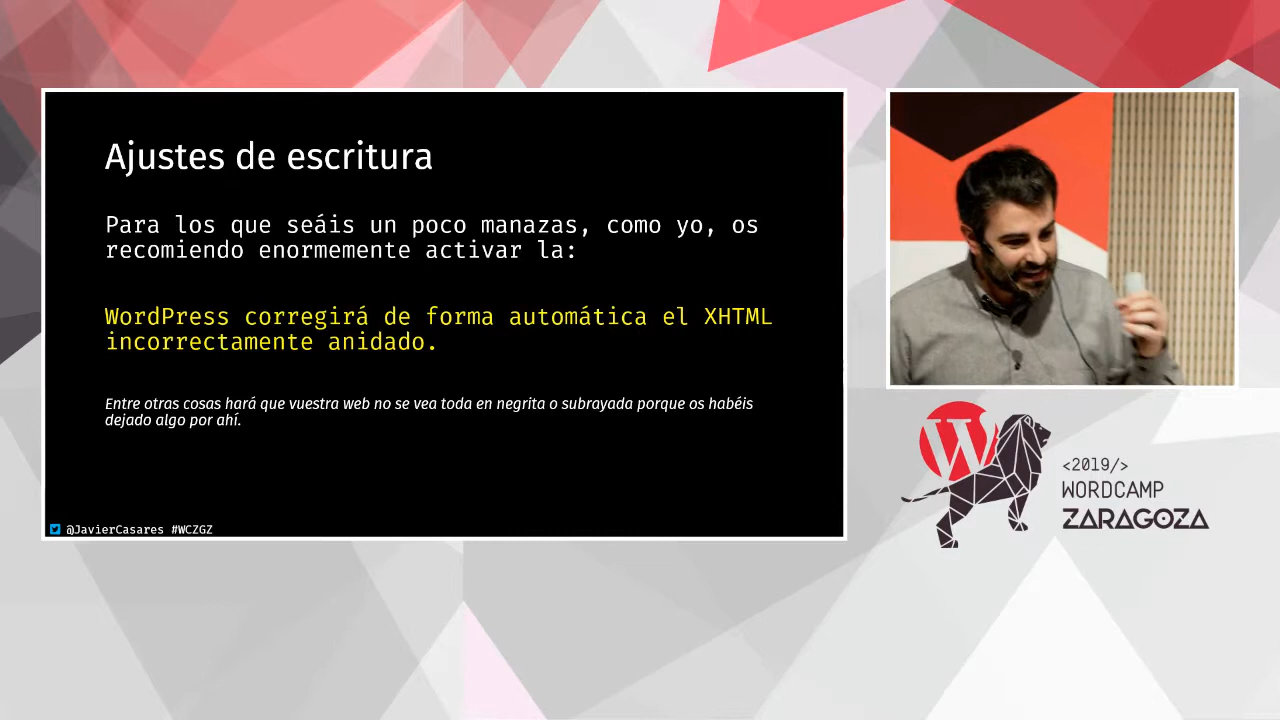 Ajustes de escritura
Para los que seáis un poco manazas, como yo, os
recomiendo enormemente activar la:
WordPress corregirá de forma automática el XHTML
incorrectamente anidado.
Entre otras cosas hará que vuestra web no se vea toda en negrita o subrayada porque os habéis
dejado algo por ahí.
@JavierCasares #WCZGZ
W
<2019/>
WORDCAMP
ZARAGOZA